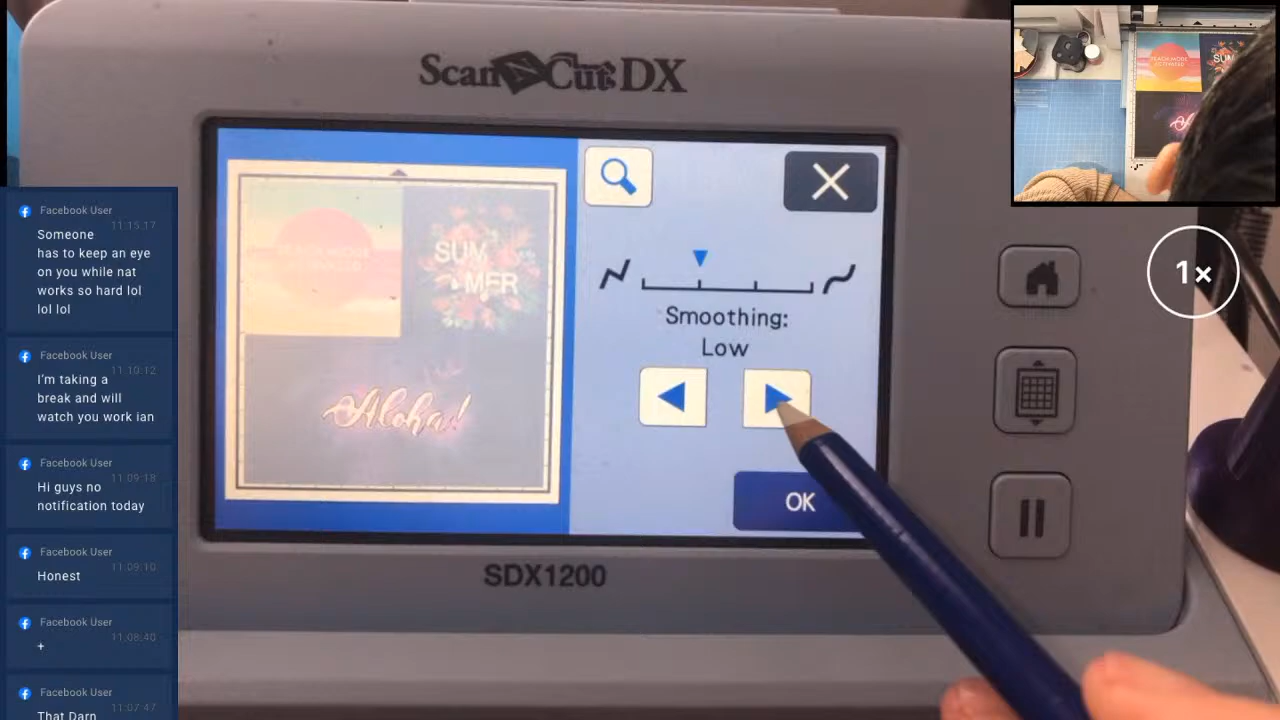 ScanNCut DX
Smoothing:
Low
OK
SUM
MER
Aloha!
SDX1200
1×
Facebook User
11:15:17
Someone
has to keep an eye
on you while nat
works so hard lol
lol lol
Facebook User
11:10:12
I'm taking a
break and will
watch you work ian
Facebook User
11:09:18
Hi guys no
notification today
Facebook User
11:09:10
Honest
Facebook User
11:08:40
+
Facebook User
11:07:47
That Darn